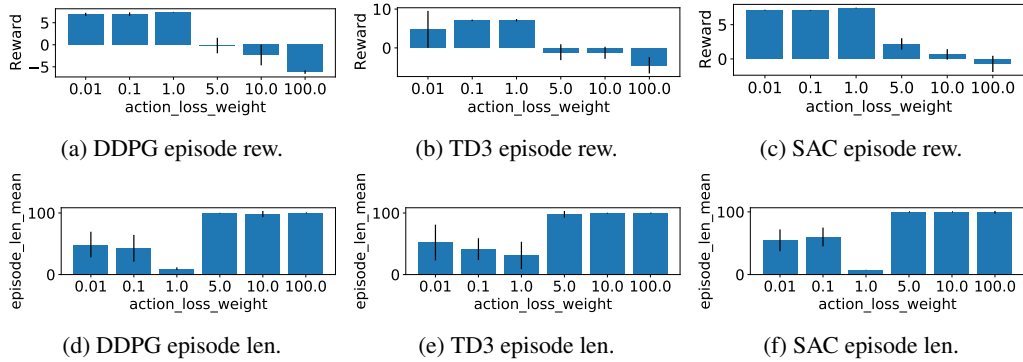 Reward
5
0
−5
0.01 0.1 1.0 5.0 10.0 100.0
action_loss_weight
(a) DDPG episode rew.
Reward
10
0
0.01 0.1 1.0 5.0 10.0 100.0
action_loss_weight
(b) TD3 episode rew.
Reward
5
0
0.01 0.1 1.0 5.0 10.0 100.0
action_loss_weight
(c) SAC episode rew.
episode_len_mean
100
0
0.01 0.1 1.0 5.0 10.0 100.0
action_loss_weight
(d) DDPG episode len.
episode_len_mean
100
0
0.01 0.1 1.0 5.0 10.0 100.0
action_loss_weight
(e) TD3 episode len.
episode_len_mean
100
0
0.01 0.1 1.0 5.0 10.0 100.0
action_loss_weight
(f) SAC episode len.